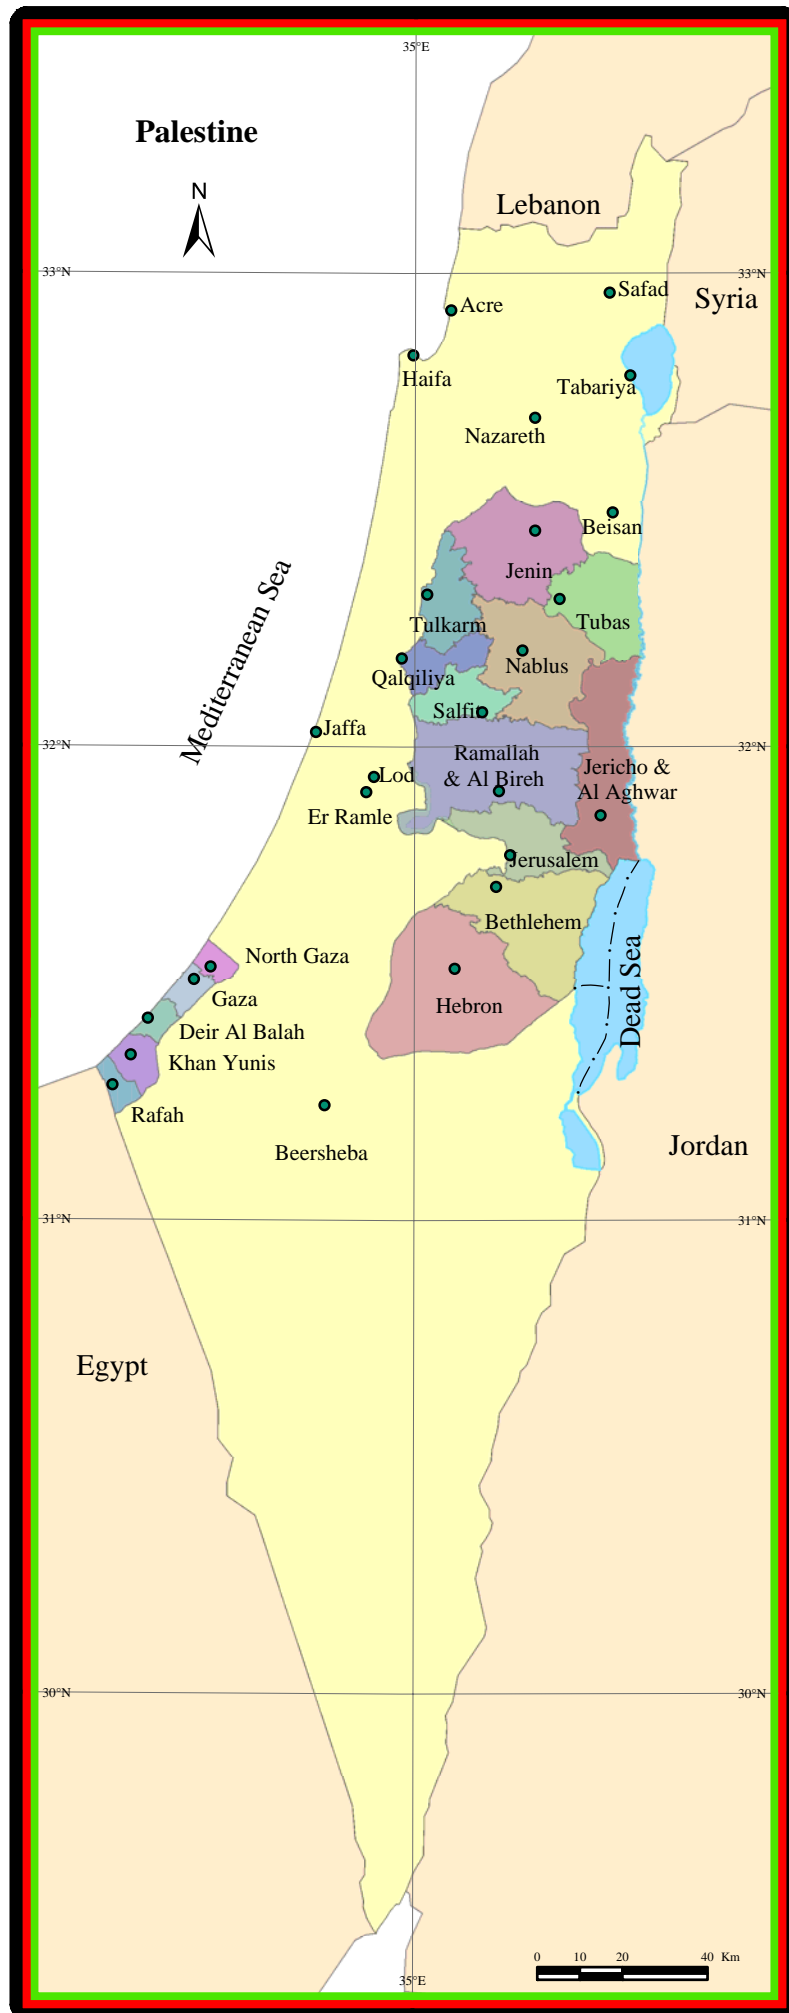 35°E
Palestine
N
Lebanon
33°N
33°N
Safad
Syria
Acre
Haifa
Tabariya
Nazareth
Beisan
Jenin
Mediterranean Sea
Tulkarm
Tubas
Nablus
Qalqiliya
Salfit
Jaffa
32°N
32°N
Ramallah
& Al Bireh
Jericho &
Al Aghwar
Lod
Er Ramle
Jerusalem
Bethlehem
North Gaza
Gaza
Hebron
Dead Sea
Deir Al Balah
Khan Yunis
Rafah
Beersheba
Jordan
31°N
31°N
Egypt
30°N
30°N
0 10 20 40 Km
35°E